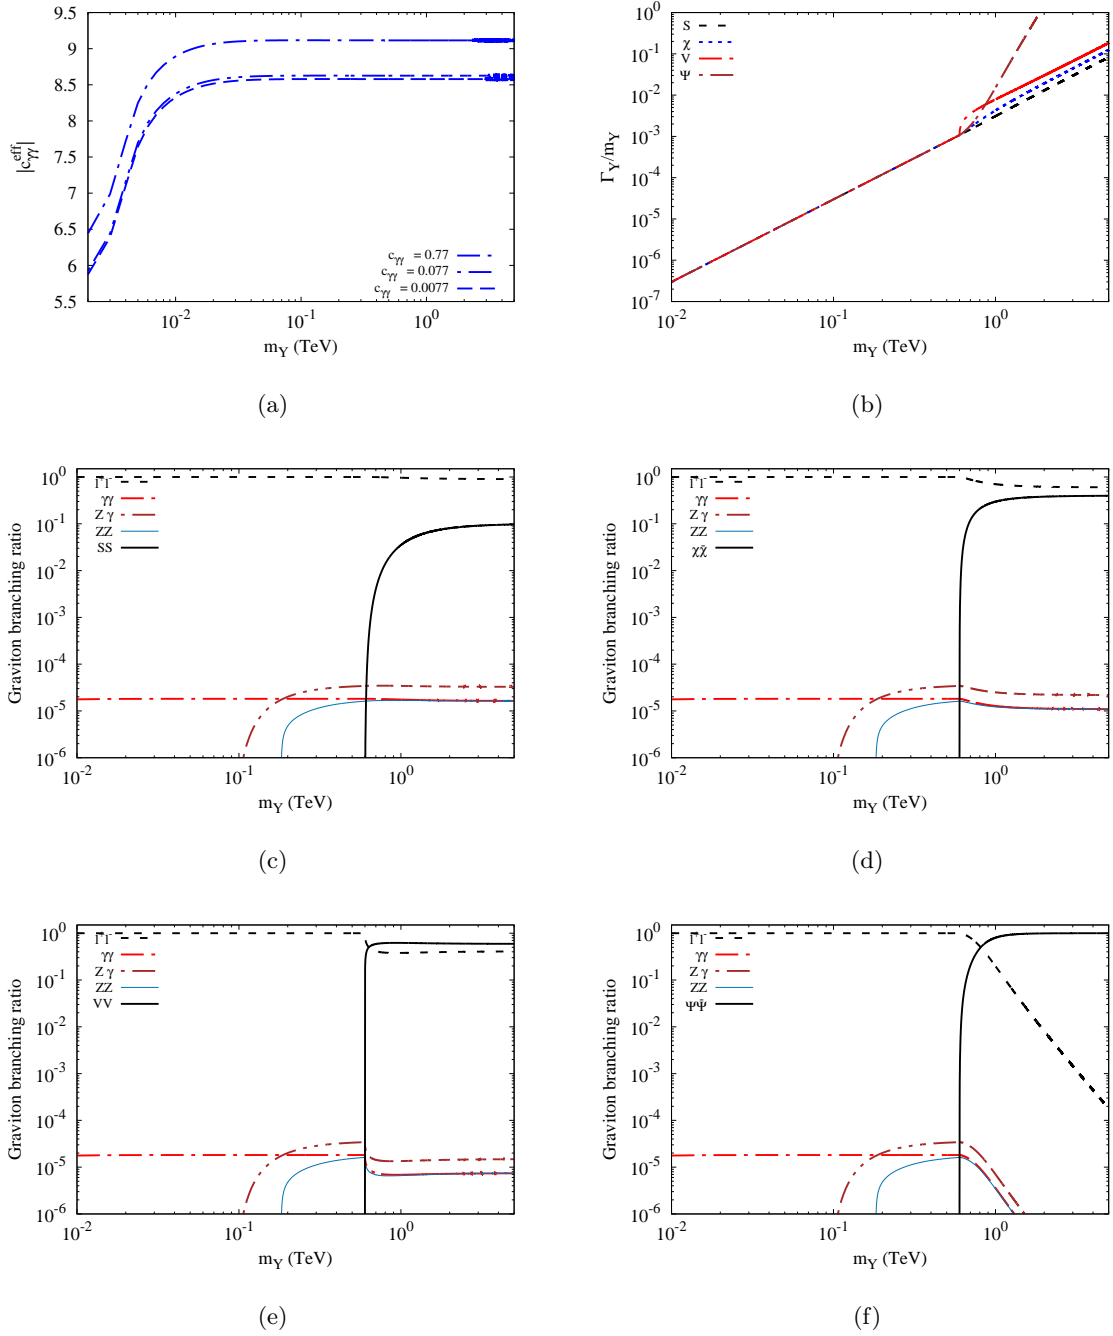 9.5
9
8.5
8
7.5
7
6.5
6
5.5
|c_γγ^eff|
c_γγ = 0.77
c_γγ = 0.077
c_γγ = 0.0077
10^-2 10^-1 10^0
m_Y (TeV)
(a)
10^0
10^-1
10^-2
10^-3
10^-4
10^-5
10^-6
10^-7
Γ_Y/m_Y
S
χ
V
Ψ
10^-2 10^-1 10^0
m_Y (TeV)
(b)
10^0
10^-1
10^-2
10^-3
10^-4
10^-5
10^-6
Graviton branching ratio
l^+l^-
γγ
Z γ
ZZ
SS
10^-2 10^-1 10^0
m_Y (TeV)
(c)
10^0
10^-1
10^-2
10^-3
10^-4
10^-5
10^-6
Graviton branching ratio
l^+l^-
γγ
Z γ
ZZ
χχ̄
10^-2 10^-1 10^0
m_Y (TeV)
(d)
10^0
10^-1
10^-2
10^-3
10^-4
10^-5
10^-6
Graviton branching ratio
l^+l^-
γγ
Z γ
ZZ
VV
10^-2 10^-1 10^0
m_Y (TeV)
(e)
10^0
10^-1
10^-2
10^-3
10^-4
10^-5
10^-6
Graviton branching ratio
l^+l^-
γγ
Z γ
ZZ
ΨΨ̄
10^-2 10^-1 10^0
m_Y (TeV)
(f)